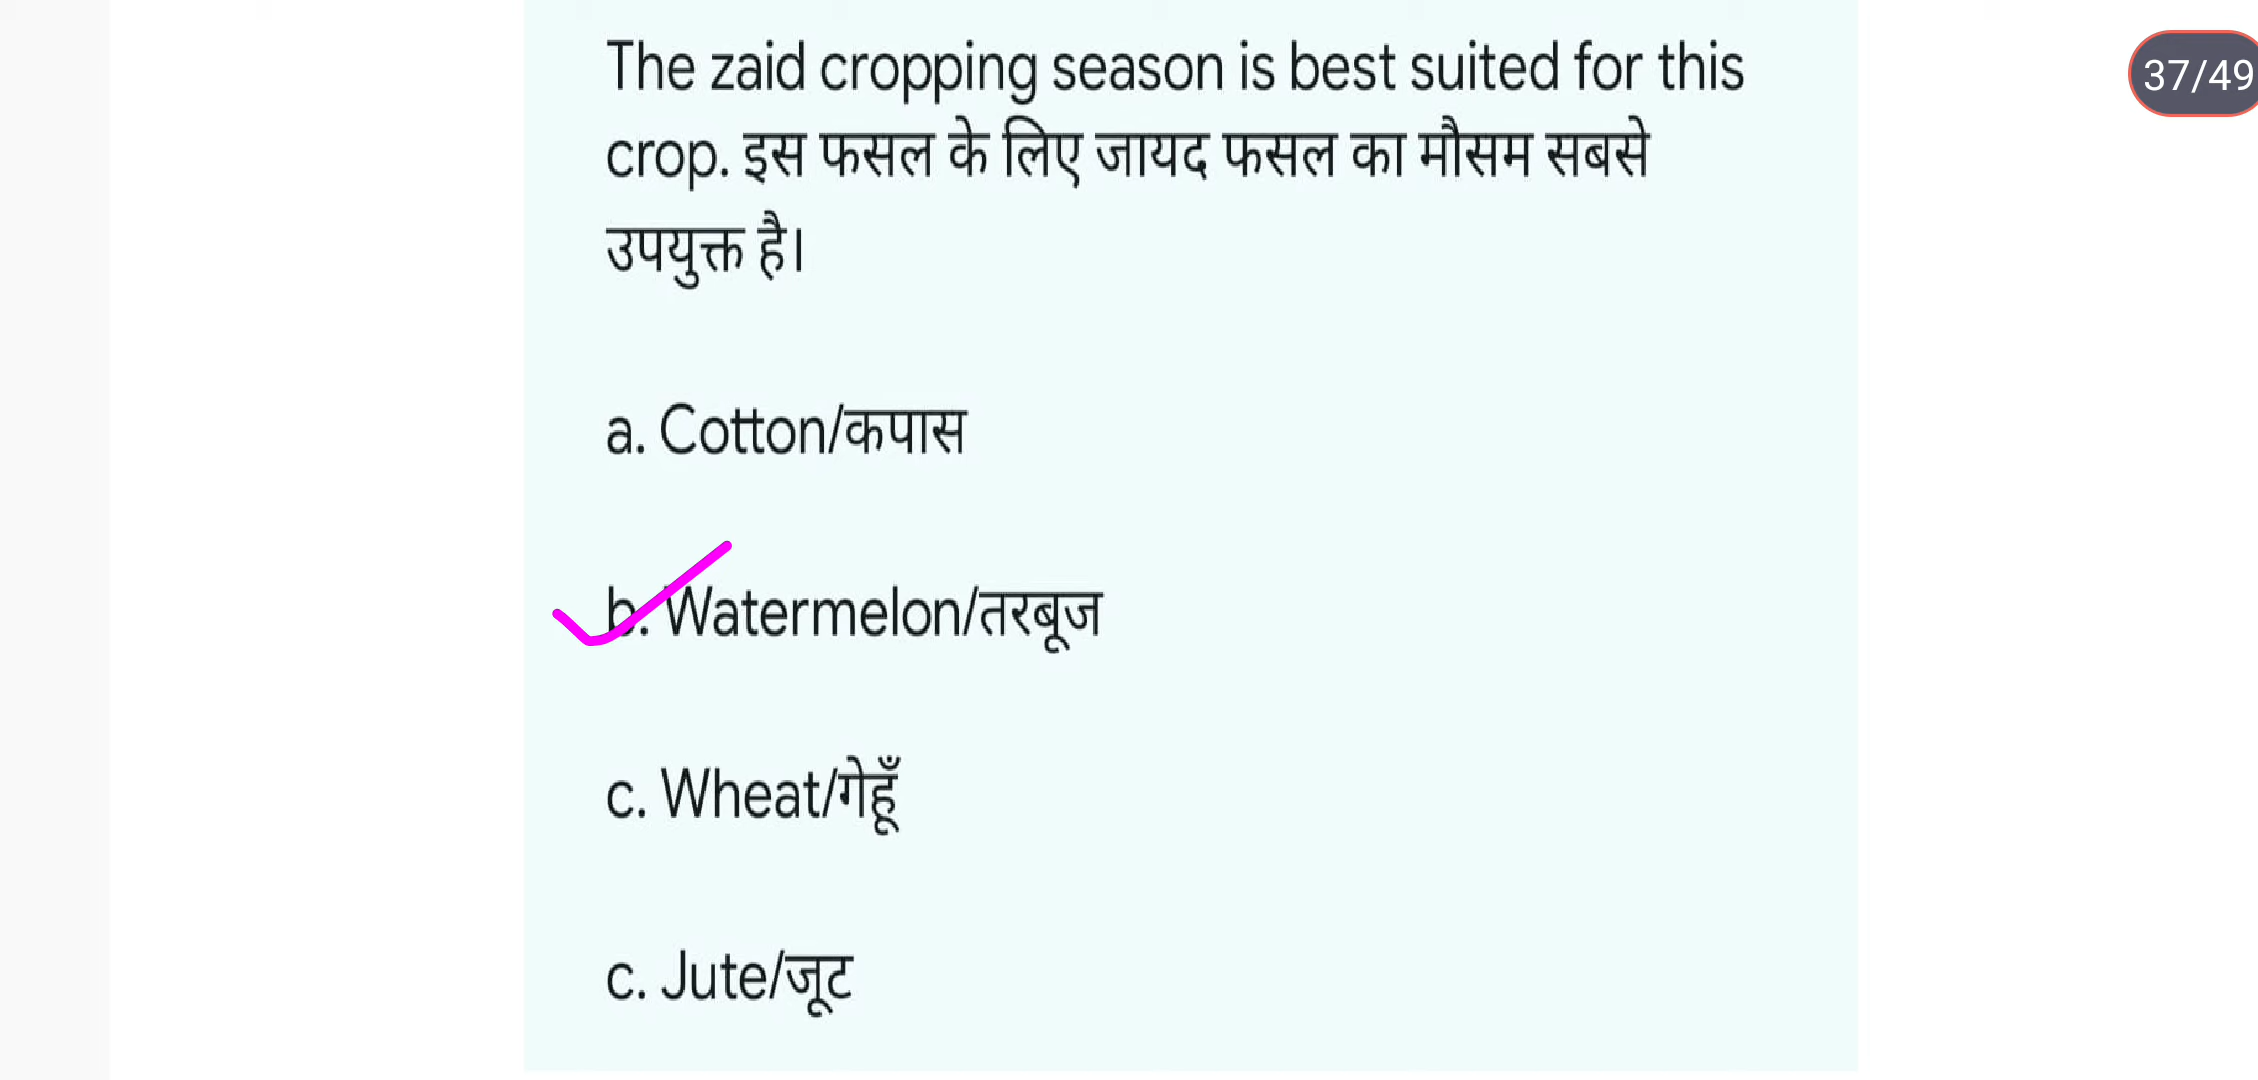 The zaid cropping season is best suited for this
crop. इस फसल के लिए जायद फसल का मौसम सबसे
उपयुक्त है।
a. Cotton/कपास
b. Watermelon/तरबूज
c. Wheat/गेहूँ
c. Jute/जूट
37/49